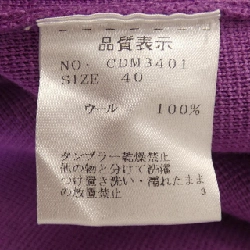 品質表示
NO. CDM3401
SIZE 40
ウール 100%
タンブラー乾燥禁止
他の物と分けて洗濯
つけ置き洗い・濡れたまま
の放置禁止
3